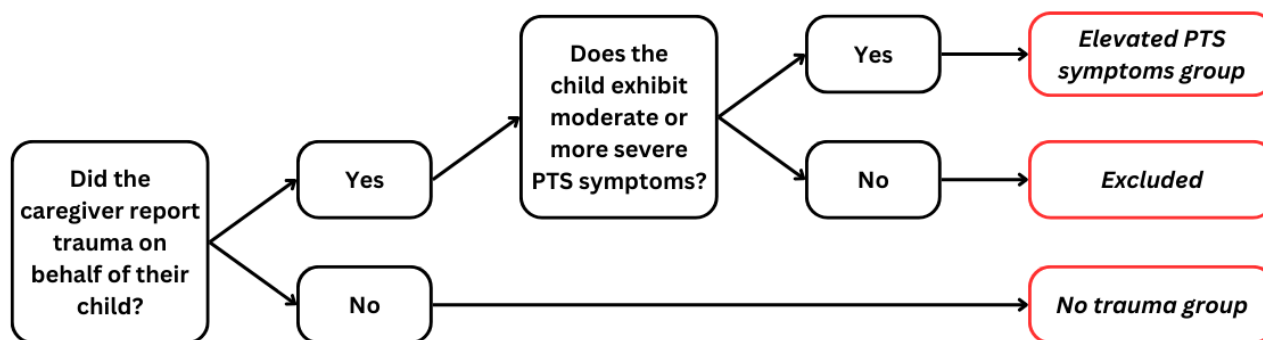 Did the
caregiver report
trauma on
behalf of their
child?
Yes
No
Does the
child exhibit
moderate or
more severe
PTS symptoms?
Yes
No
Elevated PTS
symptoms group
Excluded
No trauma group